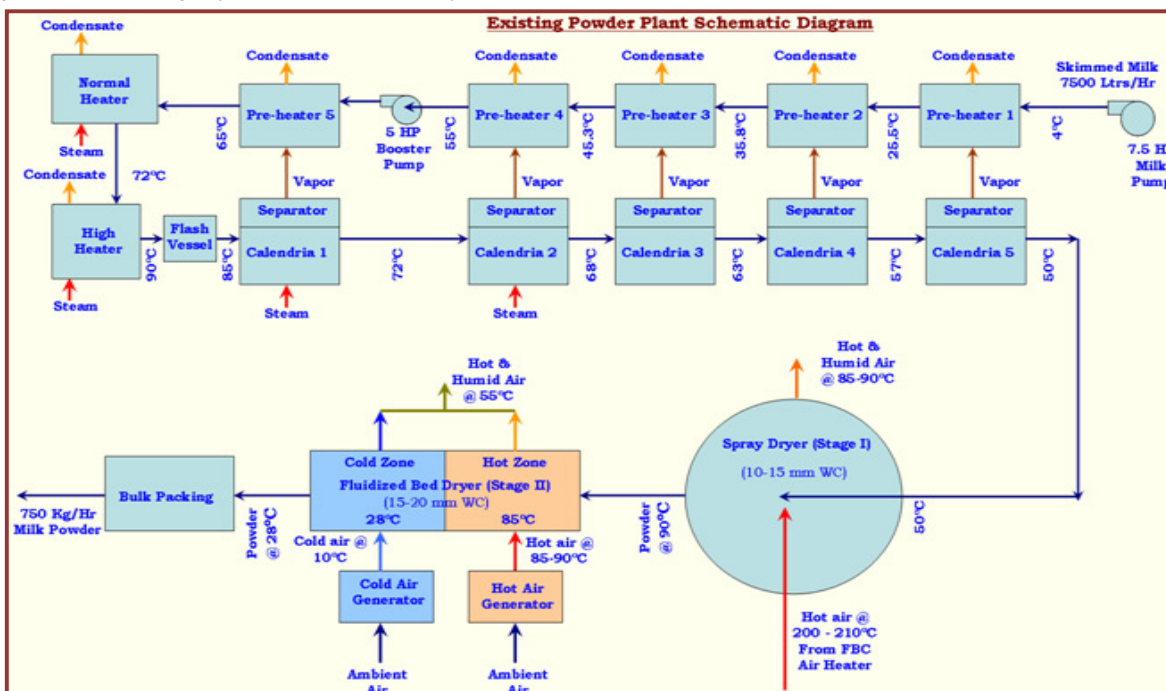 Existing Powder Plant Schematic Diagram
Condensate
Normal
Heater
Steam
Condensate
Pre-heater 5
65°C
5 HP
Booster
Pump
Condensate
Pre-heater 4
55°C
Condensate
Pre-heater 3
45.3°C
Condensate
Pre-heater 2
35.8°C
Condensate
Pre-heater 1
25.5°C
Skimmed Milk
7500 Ltrs/Hr
4°C
7.5 H
Milk
Pump
72°C
Condensate
High
Heater
Steam
90°C
Flash
Vessel
85°C
Vapor
Separator
Calendria 1
Steam
72°C
Vapor
Separator
Calendria 2
Steam
68°C
Vapor
Separator
Calendria 3
63°C
Vapor
Separator
Calendria 4
57°C
Vapor
Separator
Calendria 5
50°C
Hot &
Humid Air
@ 55°C
Hot &
Humid Air
@ 85-90°C
Spray Dryer (Stage I)
(10-15 mm WC)
50°C
Hot air @
200 - 210°C
From FBC
Air Heater
Powder
@ 90°C
Cold Zone
Hot Zone
Fluidized Bed Dryer (Stage II)
(15-20 mm WC)
28°C
85°C
Cold air @
10°C
Hot air @
85-90°C
Cold Air
Generator
Hot Air
Generator
Ambient
Air
Ambient
Air
Powder
@ 28°C
Bulk Packing
750 Kg/Hr
Milk Powder